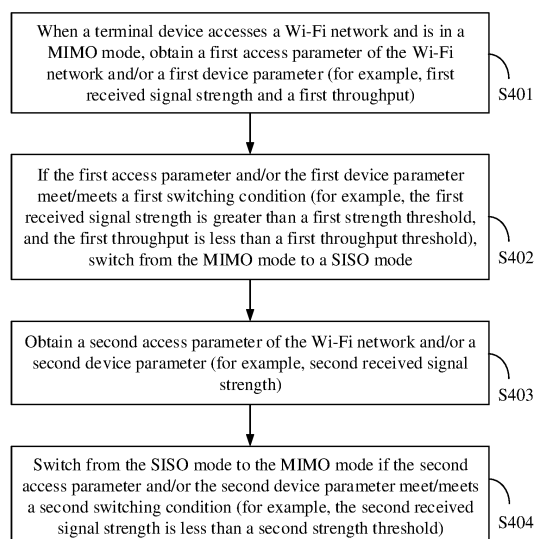 When a terminal device accesses a Wi-Fi network and is in a
MIMO mode, obtain a first access parameter of the Wi-Fi
network and/or a first device parameter (for example, first
received signal strength and a first throughput)
S401
If the first access parameter and/or the first device parameter
meet/meets a first switching condition (for example, the first
received signal strength is greater than a first strength threshold,
and the first throughput is less than a first throughput threshold),
switch from the MIMO mode to a SISO mode
S402
Obtain a second access parameter of the Wi-Fi network and/or a
second device parameter (for example, second received signal
strength)
S403
Switch from the SISO mode to the MIMO mode if the second
access parameter and/or the second device parameter meet/meets
a second switching condition (for example, the second received
signal strength is less than a second strength threshold)
S404